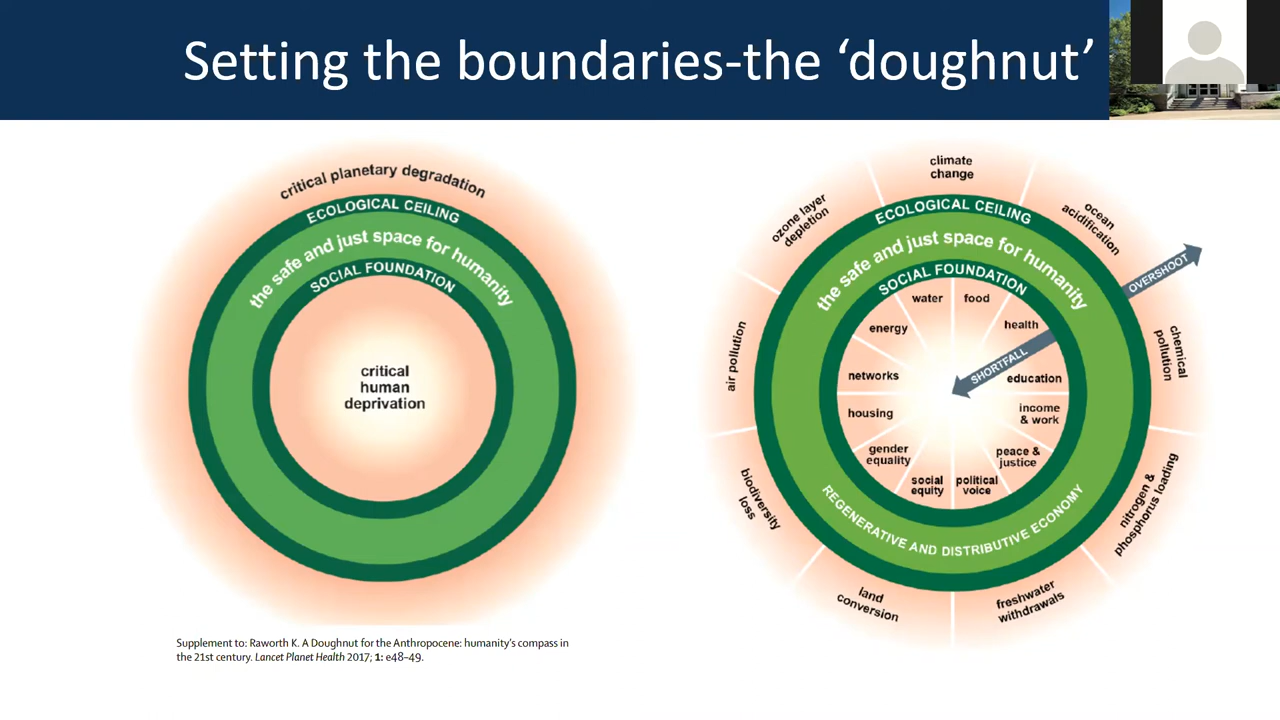 Setting the boundaries-the ‘doughnut’
critical planetary degradation
ECOLOGICAL CEILING
the safe and just space for humanity
SOCIAL FOUNDATION
critical
human
deprivation
Supplement to: Raworth K. A Doughnut for the Anthropocene: humanity's compass in
the 21st century. Lancet Planet Health 2017; 1: e48–49.
climate
change
ocean
acidification
chemical
pollution
nitrogen &
phosphorus loading
freshwater
withdrawals
land
conversion
biodiversity
loss
air pollution
ozone layer
depletion
ECOLOGICAL CEILING
OVERSHOOT
the safe and just space for humanity
SOCIAL FOUNDATION
water
food
health
SHORTFALL
education
income
& work
peace &
justice
political
voice
social
equity
gender
equality
housing
networks
energy
REGENERATIVE AND DISTRIBUTIVE ECONOMY